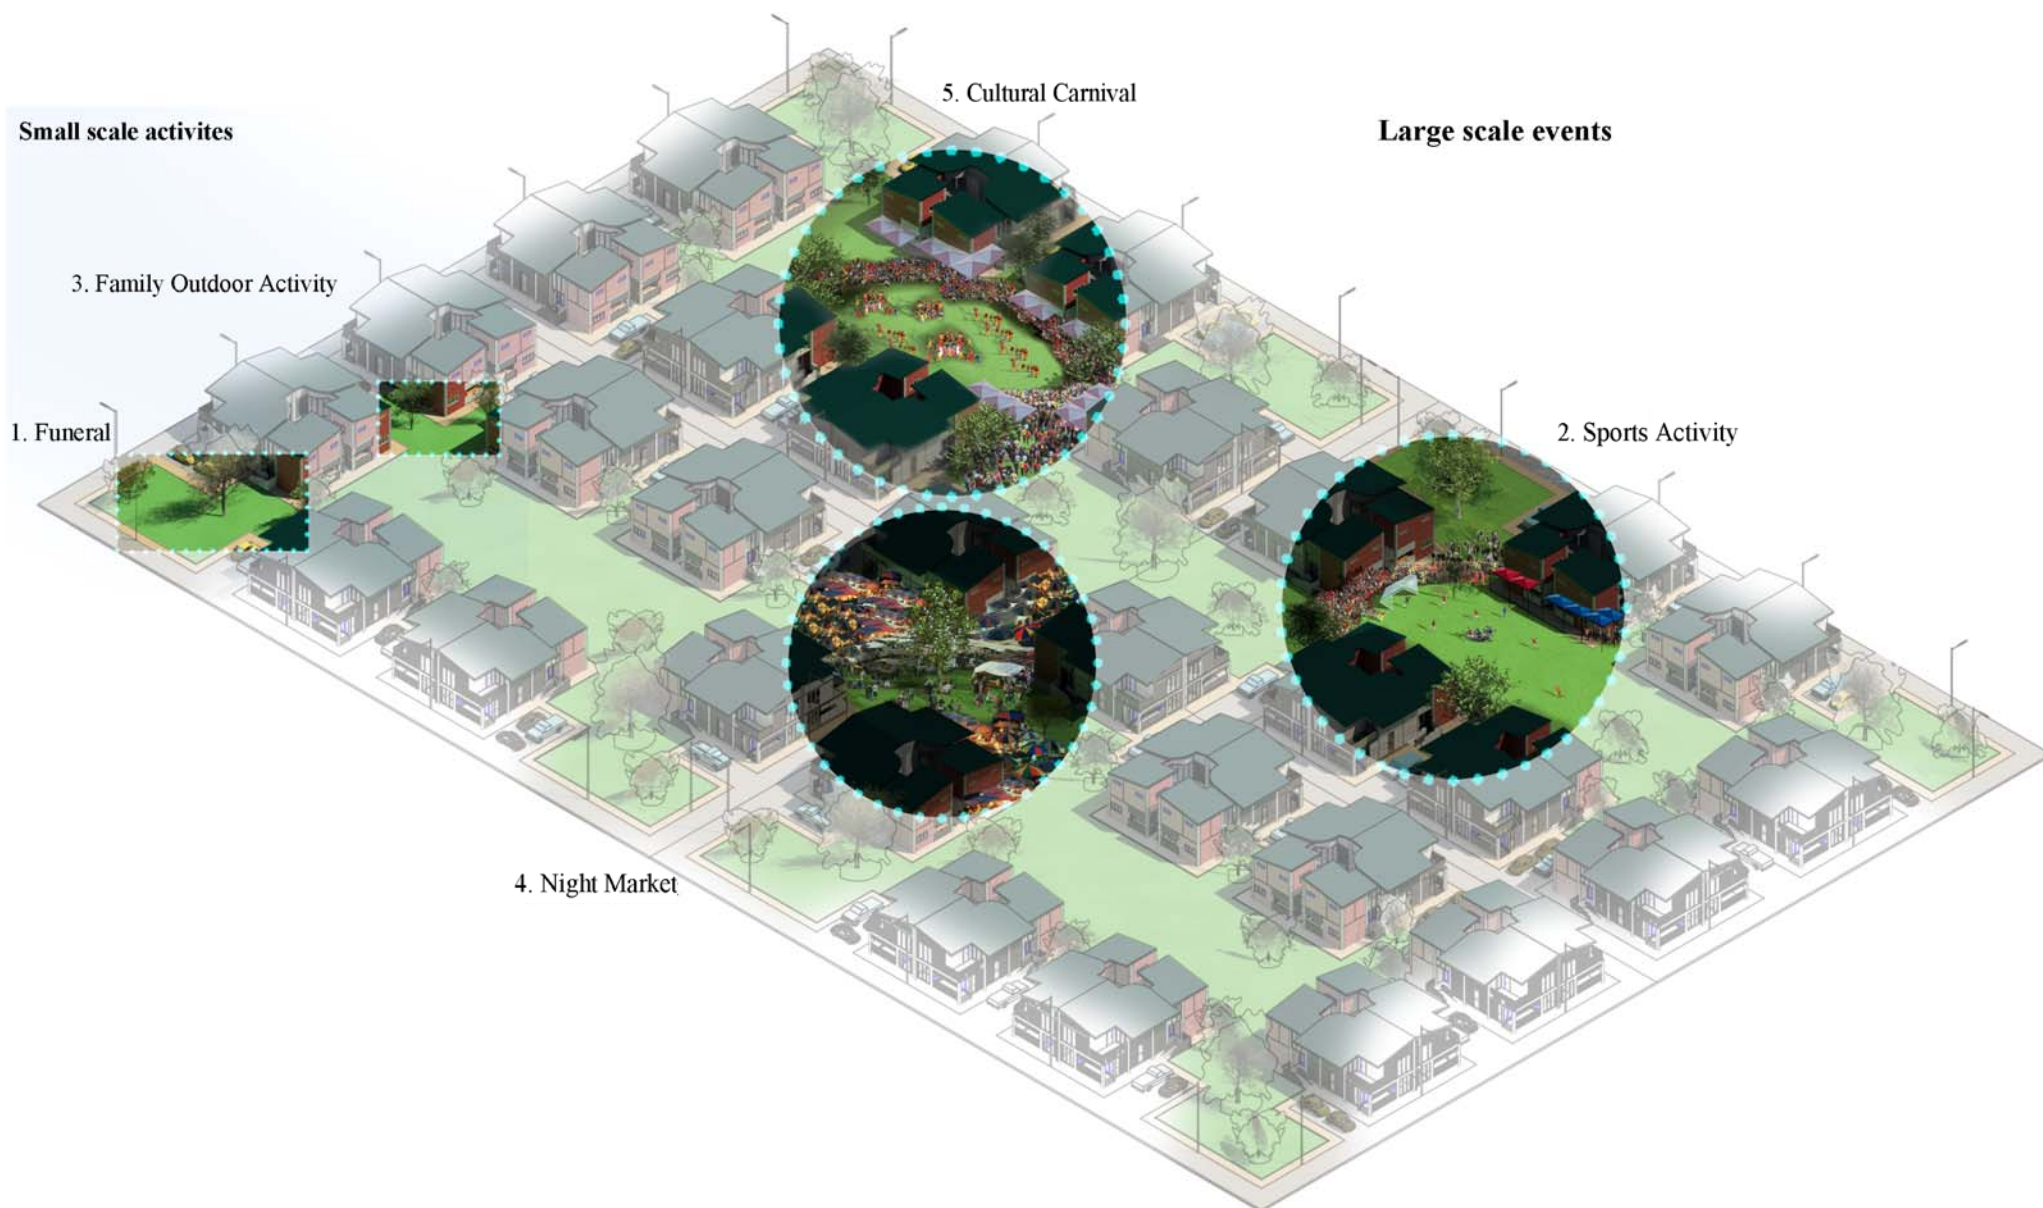 5. Cultural Carnival
Small scale activites
Large scale events
3. Family Outdoor Activity
1. Funeral
2. Sports Activity
4. Night Market